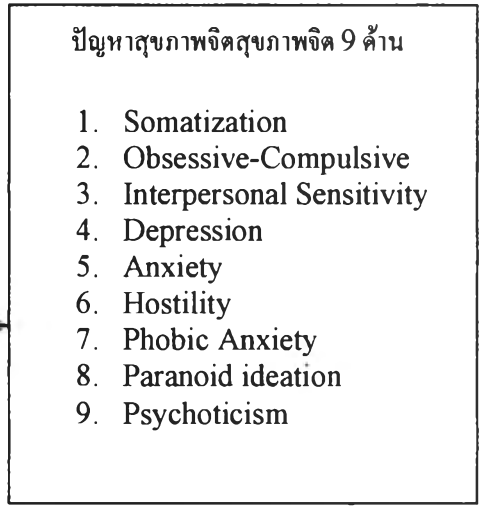 ปัญหาสุขภาพจิตสุขภาพจิต 9 ด้าน
1. Somatization
2. Obsessive-Compulsive
3. Interpersonal Sensitivity
4. Depression
5. Anxiety
6. Hostility
7. Phobic Anxiety
8. Paranoid ideation
9. Psychoticism